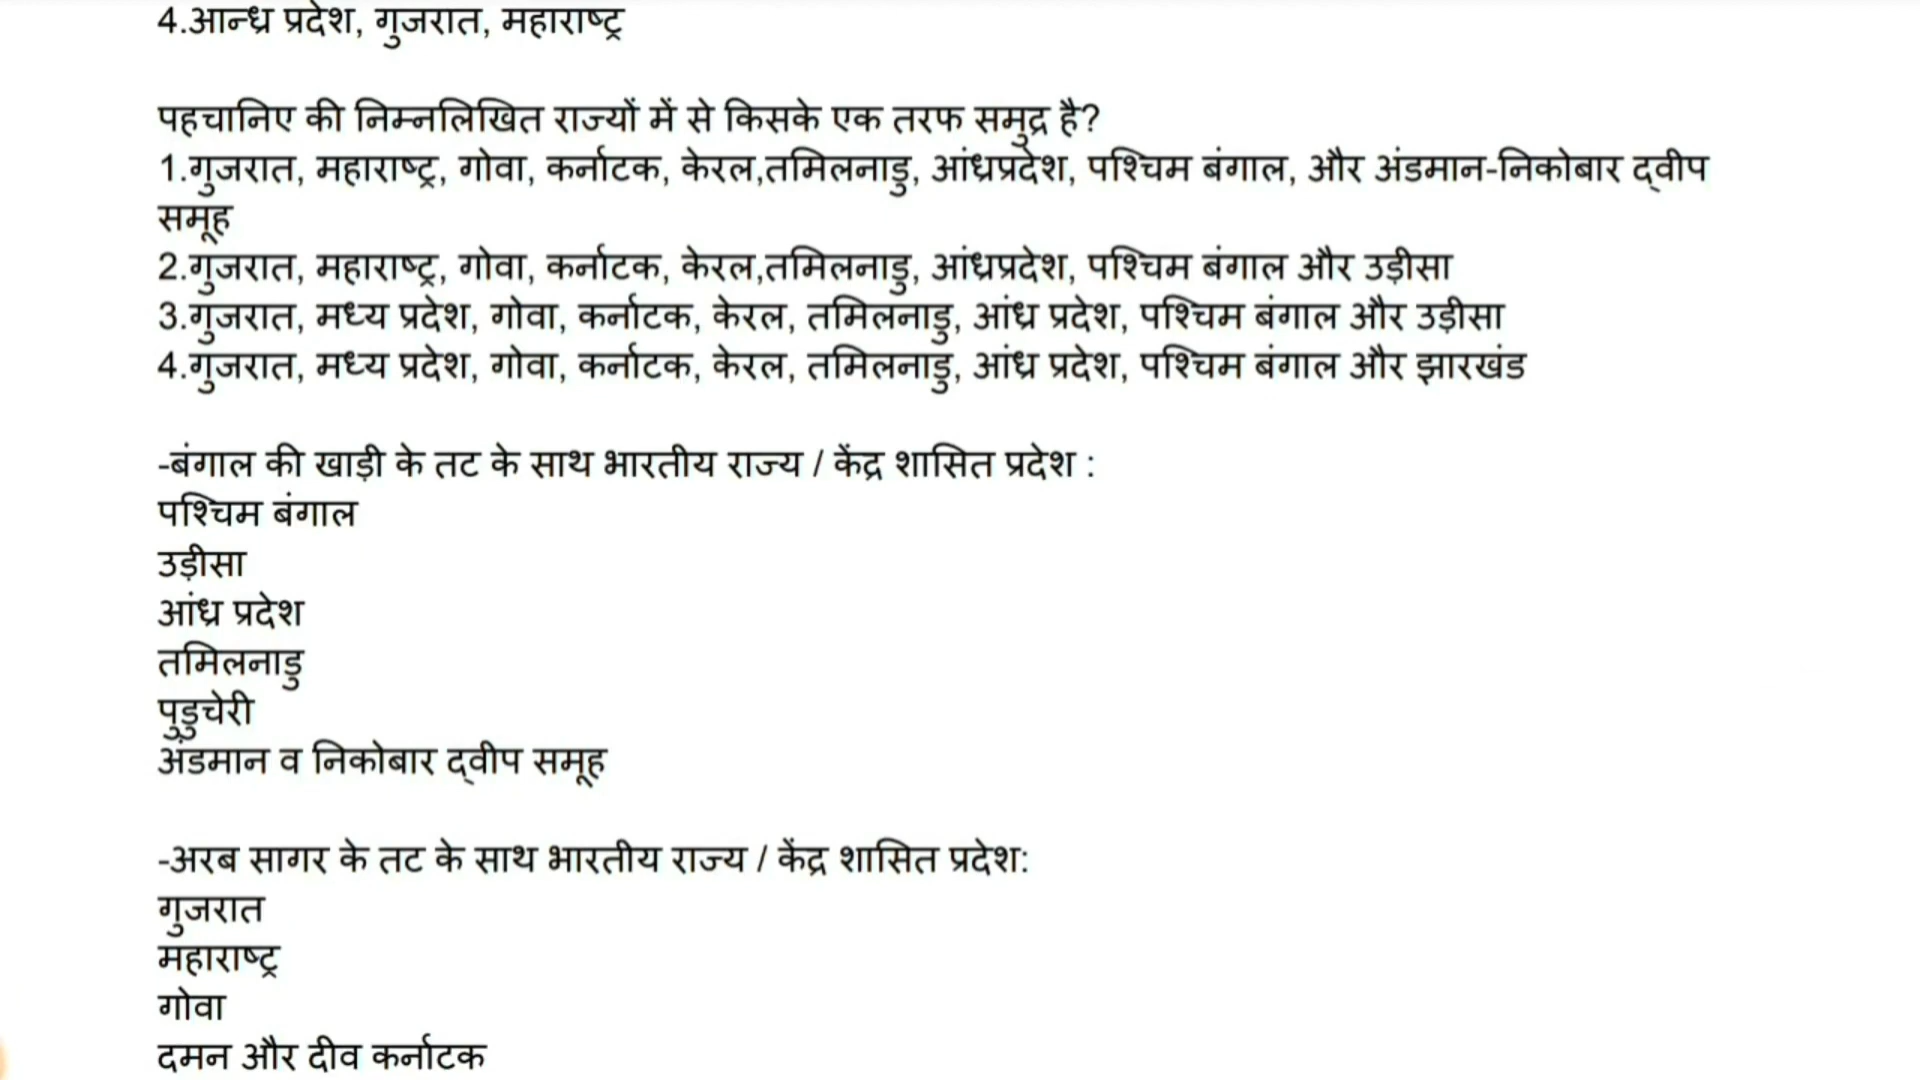 4.आन्ध्र प्रदेश, गुजरात, महाराष्ट्र
पहचानिए की निम्नलिखित राज्यों में से किसके एक तरफ समुद्र है?
1.गुजरात, महाराष्ट्र, गोवा, कर्नाटक, केरल,तमिलनाडु, आंध्रप्रदेश, पश्चिम बंगाल, और अंडमान-निकोबार द्वीप
समूह
2.गुजरात, महाराष्ट्र, गोवा, कर्नाटक, केरल,तमिलनाडु, आंध्रप्रदेश, पश्चिम बंगाल और उड़ीसा
3.गुजरात, मध्य प्रदेश, गोवा, कर्नाटक, केरल, तमिलनाडु, आंध्र प्रदेश, पश्चिम बंगाल और उड़ीसा
4.गुजरात, मध्य प्रदेश, गोवा, कर्नाटक, केरल, तमिलनाडु, आंध्र प्रदेश, पश्चिम बंगाल और झारखंड
-बंगाल की खाड़ी के तट के साथ भारतीय राज्य / केंद्र शासित प्रदेश :
पश्चिम बंगाल
उड़ीसा
आंध्र प्रदेश
तमिलनाडु
पुडुचेरी
अंडमान व निकोबार द्वीप समूह
-अरब सागर के तट के साथ भारतीय राज्य / केंद्र शासित प्रदेश:
गुजरात
महाराष्ट्र
गोवा
दमन और दीव कर्नाटक